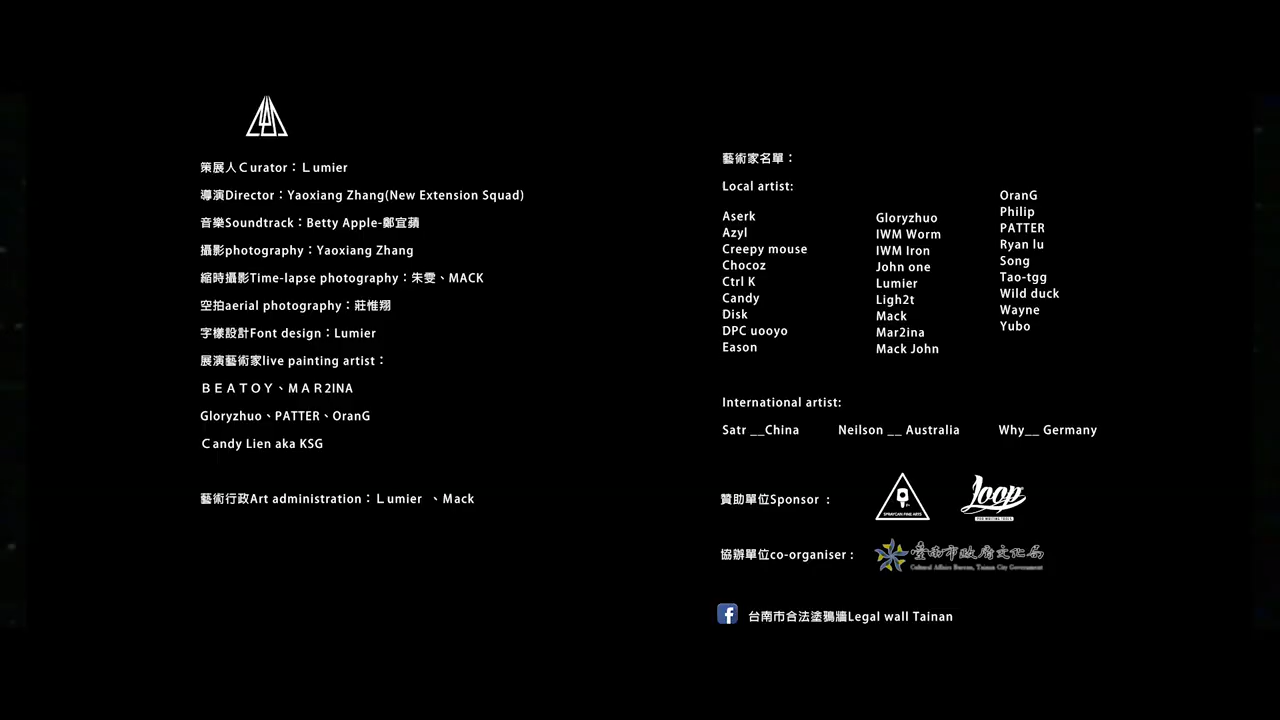 策展人Ｃurator：Ｌumier
導演Director：Yaoxiang Zhang(New Extension Squad)
音樂Soundtrack：Betty Apple-鄭宜蘋
攝影photography：Yaoxiang Zhang
縮時攝影Time-lapse photography：朱雯、MACK
空拍aerial photography：莊惟翔
字樣設計Font design：Lumier
展演藝術家live painting artist：
ＢＥＡＴＯＹ、ＭＡＲ2INA
Gloryzhuo、PATTER、OranG
Ｃandy Lien aka KSG
藝術行政Art administration：Ｌumier 、Mack
藝術家名單：
Local artist:
Aserk
Azyl
Creepy mouse
Chocoz
Ctrl K
Candy
Disk
DPC uooyo
Eason
Gloryzhuo
IWM Worm
IWM Iron
John one
Lumier
Ligh2t
Mack
Mar2ina
Mack John
OranG
Philip
PATTER
Ryan lu
Song
Tao-tgg
Wild duck
Wayne
Yubo
International artist:
Satr __China Neilson __ Australia Why__ Germany
贊助單位Sponsor :
SPRAYCAN FINE ARTS
Loop
協辦單位co-organiser :
臺南市政府文化局
Cultural Affairs Bureau, Tainan City Government
台南市合法塗鴉牆Legal wall Tainan